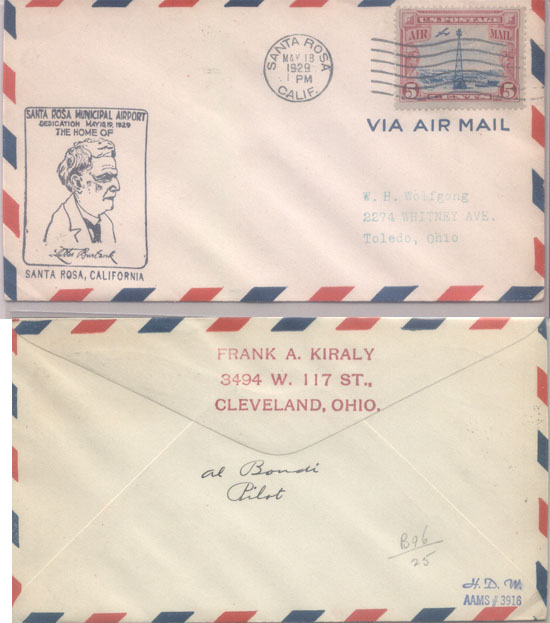 U.S. POSTAGE
AIR MAIL
5 CENTS 5
SANTA ROSA
MAY 18
1929
1 PM
CALIF.
VIA AIR MAIL
SANTA ROSA MUNICIPAL AIRPORT
DEDICATION MAY 18, 19, 1929
THE HOME OF
Luther Burbank
SANTA ROSA, CALIFORNIA
W. H. Wolfgang
2274 WHITNEY AVE.
Toledo, Ohio
FRANK A. KIRALY
3494 W. 117 ST.,
CLEVELAND, OHIO.
al Bondi
Pilot
B96
25
H. D. M.
AAMS # 3916